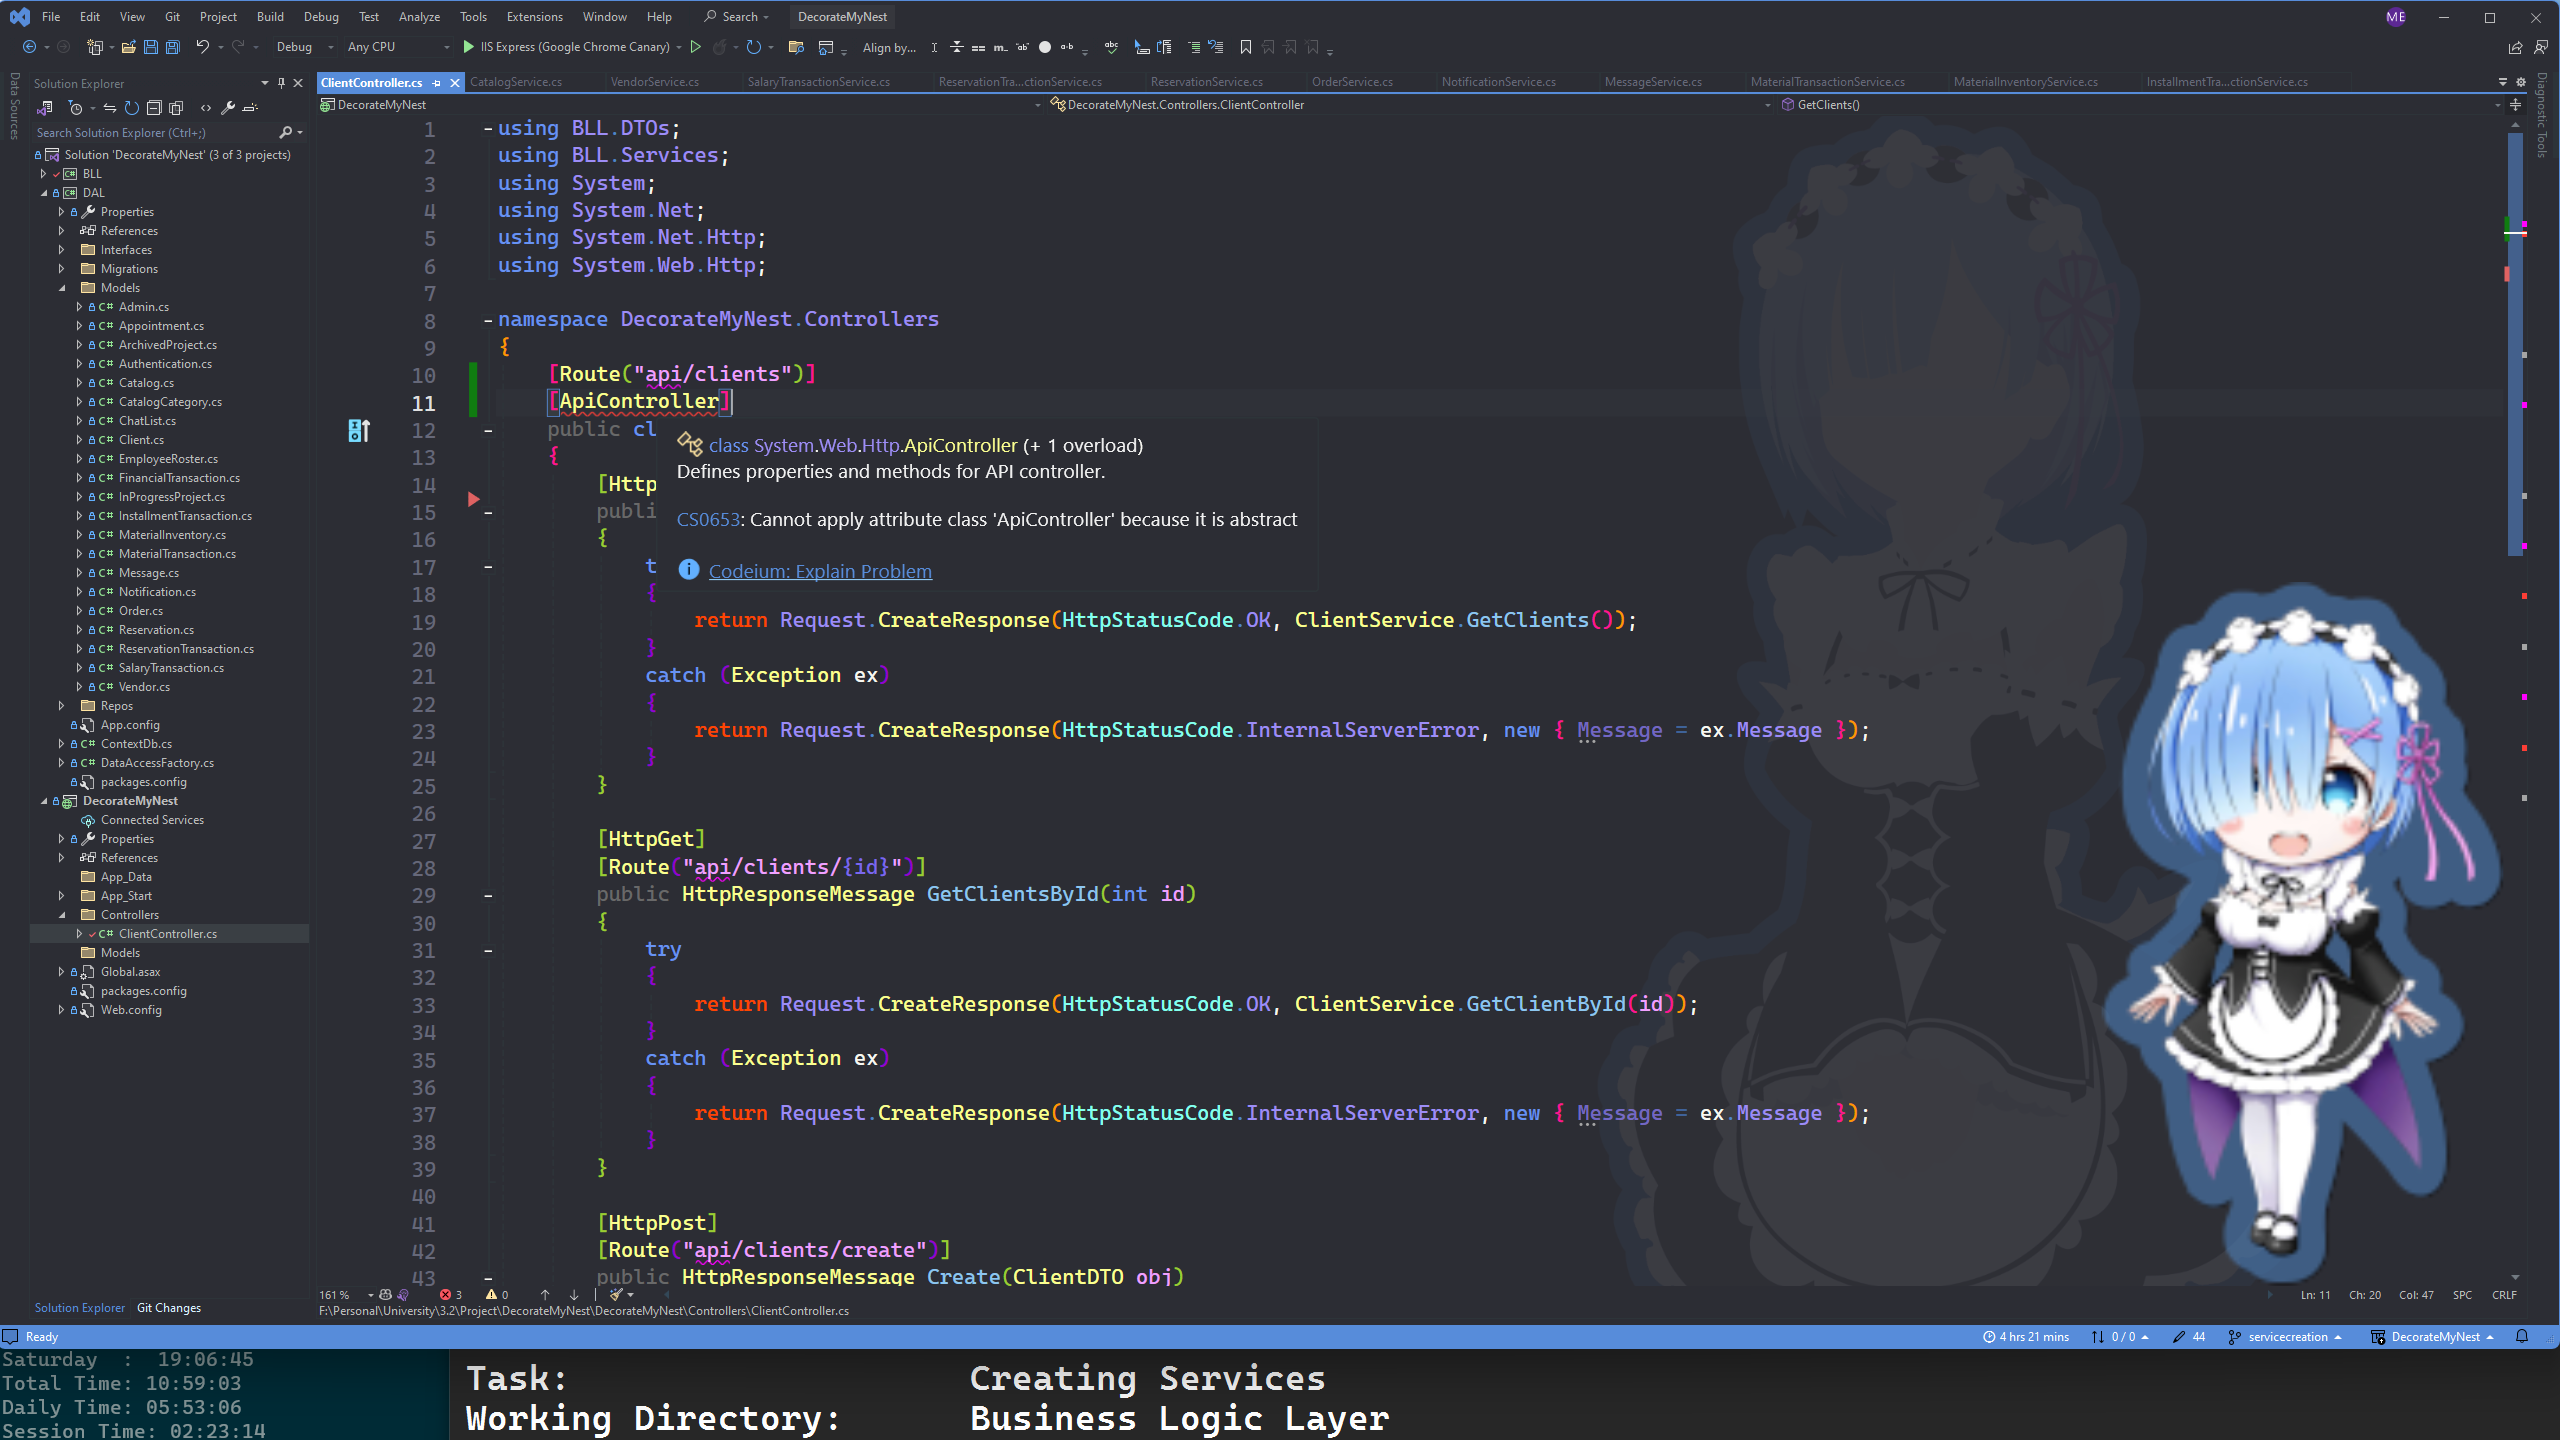 File Edit View Git Project Build Debug Test Analyze Tools Extensions Window Help Search DecorateMyNest ME
Debug Any CPU IIS Express (Google Chrome Canary) Align by...
Data Sources
Diagnostic Tools
Solution Explorer
Search Solution Explorer (Ctrl+;)
Solution 'DecorateMyNest' (3 of 3 projects)
BLL
DAL
Properties
References
Interfaces
Migrations
Models
C# Admin.cs
C# Appointment.cs
C# ArchivedProject.cs
C# Authentication.cs
C# Catalog.cs
C# CatalogCategory.cs
C# ChatList.cs
C# Client.cs
C# EmployeeRoster.cs
C# FinancialTransaction.cs
C# InProgressProject.cs
C# InstallmentTransaction.cs
C# MaterialInventory.cs
C# MaterialTransaction.cs
C# Message.cs
C# Notification.cs
C# Order.cs
C# Reservation.cs
C# ReservationTransaction.cs
C# SalaryTransaction.cs
C# Vendor.cs
Repos
App.config
C# ContextDb.cs
C# DataAccessFactory.cs
packages.config
DecorateMyNest
Connected Services
Properties
References
App_Data
App_Start
Controllers
C# ClientController.cs
Models
Global.asax
packages.config
Web.config
Solution Explorer Git Changes
ClientController.cs CatalogService.cs VendorService.cs SalaryTransactionService.cs ReservationTra...ctionService.cs ReservationService.cs OrderService.cs NotificationService.cs MessageService.cs MaterialTransactionService.cs MaterialInventoryService.cs InstallmentTra...ctionService.cs
DecorateMyNest DecorateMyNest.Controllers.ClientController GetClients()
1 using BLL.DTOs;
2 using BLL.Services;
3 using System;
4 using System.Net;
5 using System.Net.Http;
6 using System.Web.Http;
7
8 namespace DecorateMyNest.Controllers
9 {
10 [Route("api/clients")]
11 [ApiController]
12 public cl
13 {
14 [Http
15 publi
16 {
17 t
18 {
19 return Request.CreateResponse(HttpStatusCode.OK, ClientService.GetClients());
20 }
21 catch (Exception ex)
22 {
23 return Request.CreateResponse(HttpStatusCode.InternalServerError, new { Message = ex.Message });
24 }
25 }
26
27 [HttpGet]
28 [Route("api/clients/{id}")]
29 public HttpResponseMessage GetClientsById(int id)
30 {
31 try
32 {
33 return Request.CreateResponse(HttpStatusCode.OK, ClientService.GetClientById(id));
34 }
35 catch (Exception ex)
36 {
37 return Request.CreateResponse(HttpStatusCode.InternalServerError, new { Message = ex.Message });
38 }
39 }
40
41 [HttpPost]
42 [Route("api/clients/create")]
43 public HttpResponseMessage Create(ClientDTO obj)
class System.Web.Http.ApiController (+ 1 overload)
Defines properties and methods for API controller.
CS0653: Cannot apply attribute class 'ApiController' because it is abstract
Codeium: Explain Problem
161 % 3 0 Ln: 11 Ch: 20 Col: 47 SPC CRLF
F:\Personal\University\3.2\Project\DecorateMyNest\DecorateMyNest\Controllers\ClientController.cs
Ready 4 hrs 21 mins 0 / 0 44 servicecreation DecorateMyNest
Saturday : 19:06:45
Total Time: 10:59:03
Daily Time: 05:53:06
Session Time: 02:23:14
Task: Creating Services
Working Directory: Business Logic Layer